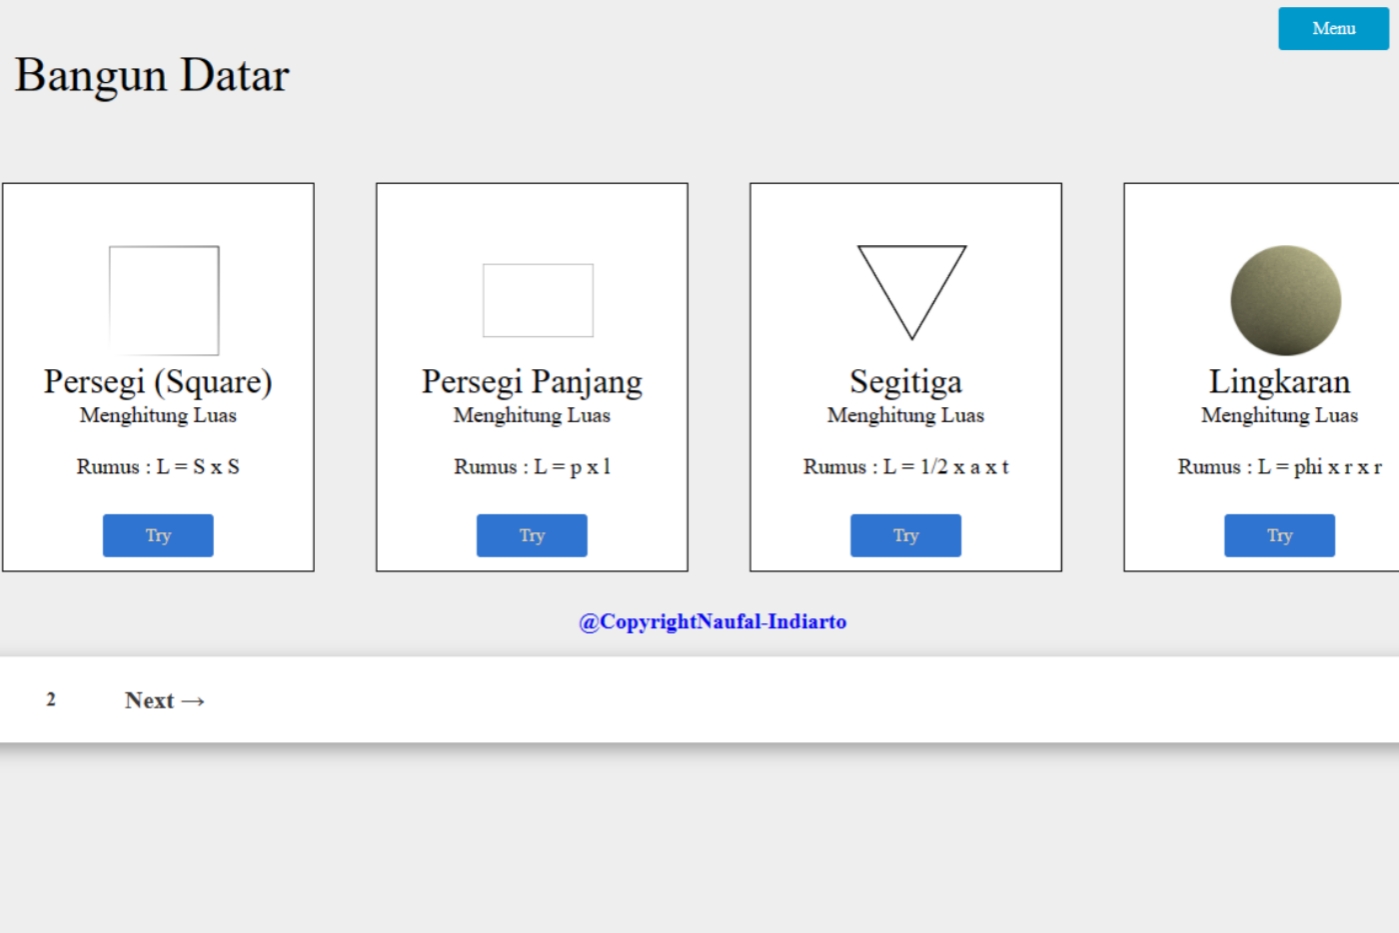 Menu
Bangun Datar
Persegi (Square)
Menghitung Luas
Rumus : L = S x S
Try
Persegi Panjang
Menghitung Luas
Rumus : L = p x l
Try
Segitiga
Menghitung Luas
Rumus : L = 1/2 x a x t
Try
Lingkaran
Menghitung Luas
Rumus : L = phi x r x r
Try
@CopyrightNaufal-Indiarto
2 Next →